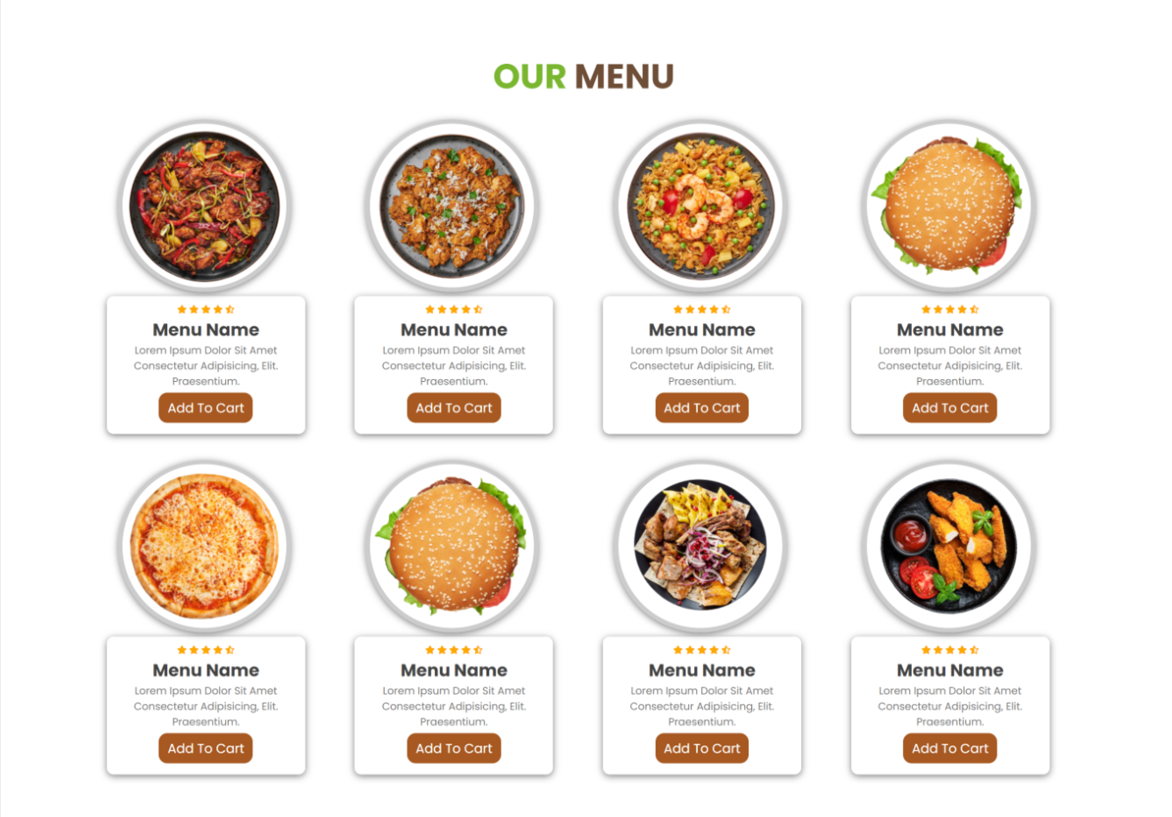 OUR MENU
Menu Name
Lorem Ipsum Dolor Sit Amet
Consectetur Adipisicing, Elit.
Praesentium.
Add To Cart
Menu Name
Lorem Ipsum Dolor Sit Amet
Consectetur Adipisicing, Elit.
Praesentium.
Add To Cart
Menu Name
Lorem Ipsum Dolor Sit Amet
Consectetur Adipisicing, Elit.
Praesentium.
Add To Cart
Menu Name
Lorem Ipsum Dolor Sit Amet
Consectetur Adipisicing, Elit.
Praesentium.
Add To Cart
Menu Name
Lorem Ipsum Dolor Sit Amet
Consectetur Adipisicing, Elit.
Praesentium.
Add To Cart
Menu Name
Lorem Ipsum Dolor Sit Amet
Consectetur Adipisicing, Elit.
Praesentium.
Add To Cart
Menu Name
Lorem Ipsum Dolor Sit Amet
Consectetur Adipisicing, Elit.
Praesentium.
Add To Cart
Menu Name
Lorem Ipsum Dolor Sit Amet
Consectetur Adipisicing, Elit.
Praesentium.
Add To Cart